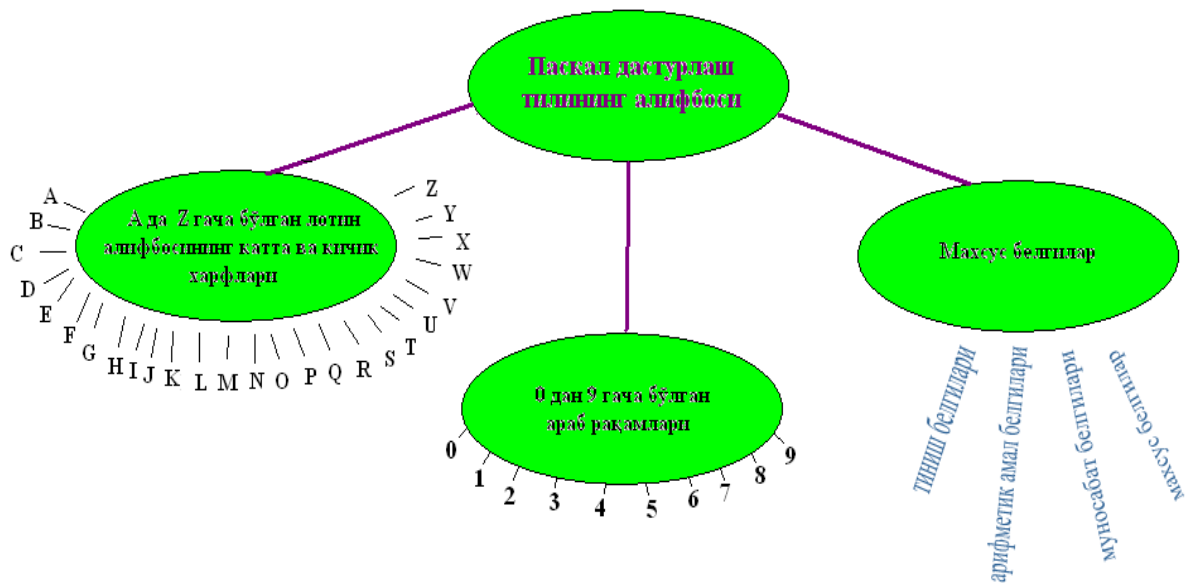 Паскал дастурлаш
тилининг алифбоси
А да Z гача бўлган лотин
алифбосининг катта ва кичик
харфлари
A
B
C
D
E
F
G
H
I
J
K
L
M
N
O
P
Q
R
S
T
U
V
W
X
Y
Z
0 дан 9 гача бўлган
араб рақамлари
0
1
2
3
4
5
6
7
8
9
Махсус белгилар
тиниш белгилари
арифметик амал белгилари
муносабат белгилари
махсус белгилар